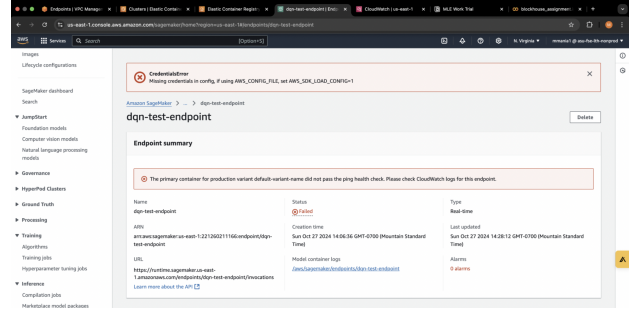 Endpoints | VPC Manager
Clusters | Elastic Contain
Elastic Container Registry
dqn-test-endpoint | Endp
CloudWatch | us-east-1
MLE Work Trial
blockhouse_assignment
us-east-1.console.aws.amazon.com/sagemaker/home?region=us-east-1#/endpoints/dqn-test-endpoint
aws
Services
Search
[Option+S]
N. Virginia
mmania1 @ asu-fse-ith-nonprod
Images
Lifecycle configurations
SageMaker dashboard
Search
JumpStart
Foundation models
Computer vision models
Natural language processing
models
Governance
HyperPod Clusters
Ground Truth
Processing
Training
Algorithms
Training jobs
Hyperparameter tuning jobs
Inference
Compilation jobs
Marketplace model packages
CredentialsError
Missing credentials in config, if using AWS_CONFIG_FILE, set AWS_SDK_LOAD_CONFIG=1
Amazon SageMaker > ... > dqn-test-endpoint
dqn-test-endpoint
Delete
Endpoint summary
The primary container for production variant default-variant-name did not pass the ping health check. Please check CloudWatch logs for this endpoint.
Name
dqn-test-endpoint
Status
Failed
Type
Real-time
ARN
arn:aws:sagemaker:us-east-1:221260211166:endpoint/dqn-
test-endpoint
Creation time
Sun Oct 27 2024 14:06:36 GMT-0700 (Mountain Standard
Time)
Last updated
Sun Oct 27 2024 14:28:12 GMT-0700 (Mountain Standard
Time)
URL
https://runtime.sagemaker.us-east-
1.amazonaws.com/endpoints/dqn-test-endpoint/invocations
Learn more about the API
Model container logs
/aws/sagemaker/endpoints/dqn-test-endpoint
Alarms
0 alarms